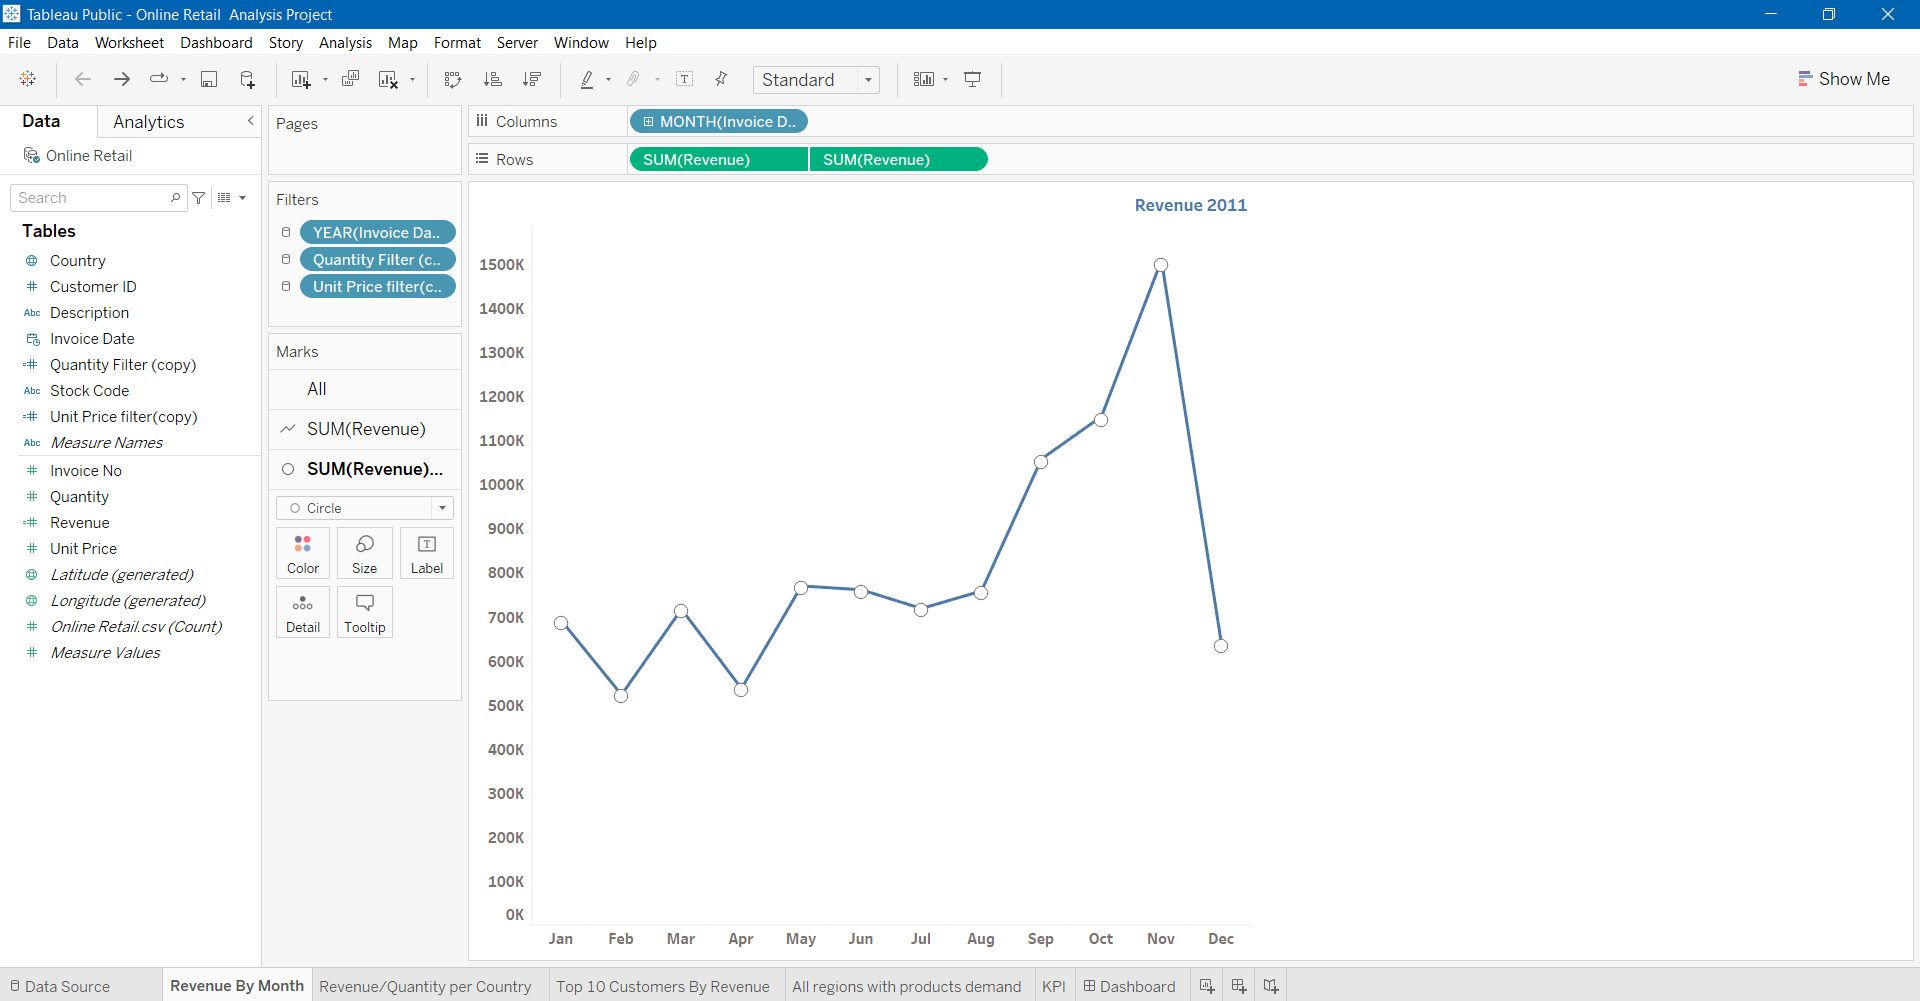 Tableau Public - Online Retail  Analysis Project
File Data Worksheet Dashboard Story Analysis Map Format Server Window Help
Standard
Show Me
Data
Analytics
Online Retail
Search
Tables
Country
Customer ID
Abc Description
Invoice Date
Quantity Filter (copy)
Abc Stock Code
Unit Price filter(copy)
Abc Measure Names
Invoice No
Quantity
Revenue
Unit Price
Latitude (generated)
Longitude (generated)
Online Retail.csv (Count)
Measure Values
Pages
Filters
YEAR(Invoice Da..
Quantity Filter (c..
Unit Price filter(c..
Marks
All
SUM(Revenue)
SUM(Revenue)...
Circle
Color
Size
T
Label
Detail
Tooltip
Columns
MONTH(Invoice D..
Rows
SUM(Revenue)
SUM(Revenue)
Revenue 2011
1500K
1400K
1300K
1200K
1100K
1000K
900K
800K
700K
600K
500K
400K
300K
200K
100K
0K
Jan Feb Mar Apr May Jun Jul Aug Sep Oct Nov Dec
Data Source
Revenue By Month
Revenue/Quantity per Country
Top 10 Customers By Revenue
All regions with products demand
KPI
Dashboard